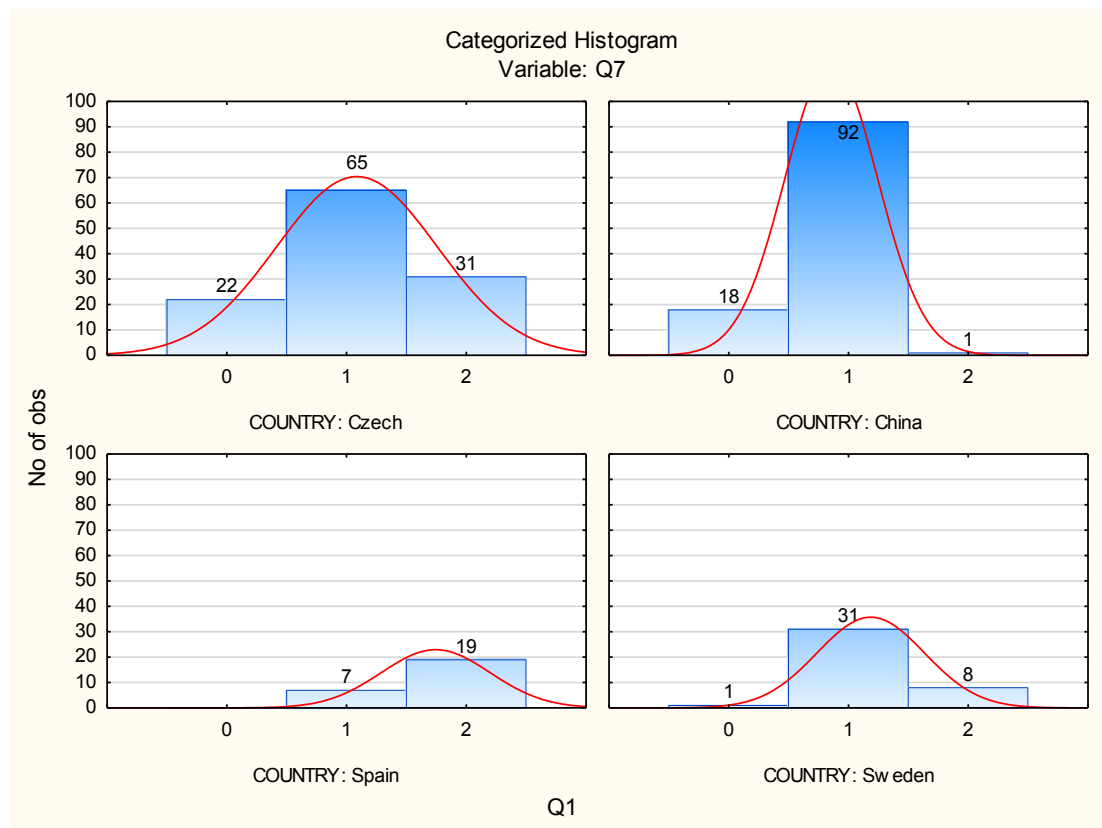 Categorized Histogram
Variable: Q7
No of obs
100
90
80
70
60
50
40
30
20
10
0
22
65
31
0 1 2
COUNTRY: Czech
18
92
1
0 1 2
COUNTRY: China
100
90
80
70
60
50
40
30
20
10
0
7
19
0 1 2
COUNTRY: Spain
1
31
8
0 1 2
COUNTRY: Sweden
Q1